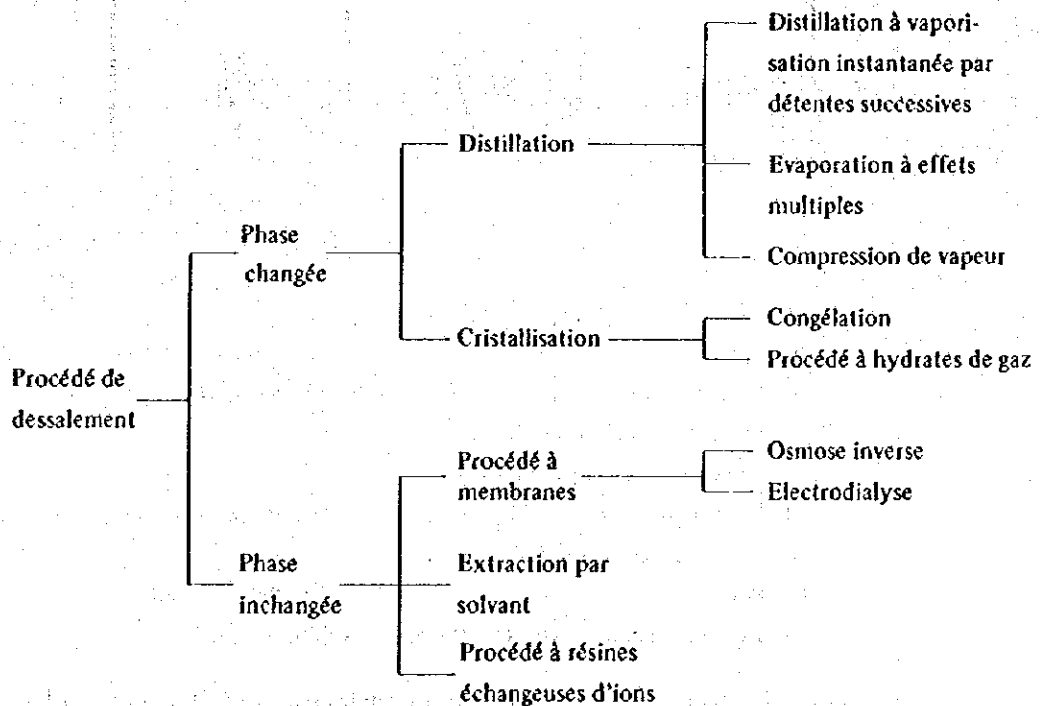 Procédé de
dessalement
Phase
changée
Distillation
Distillation à vapori-
sation instantanée par
détentes successives
Evaporation à effets
multiples
Compression de vapeur
Cristallisation
Congélation
Procédé à hydrates de gaz
Phase
inchangée
Procédé à
membranes
Osmose inverse
Electrodialyse
Extraction par
solvant
Procédé à résines
échangeuses d'ions